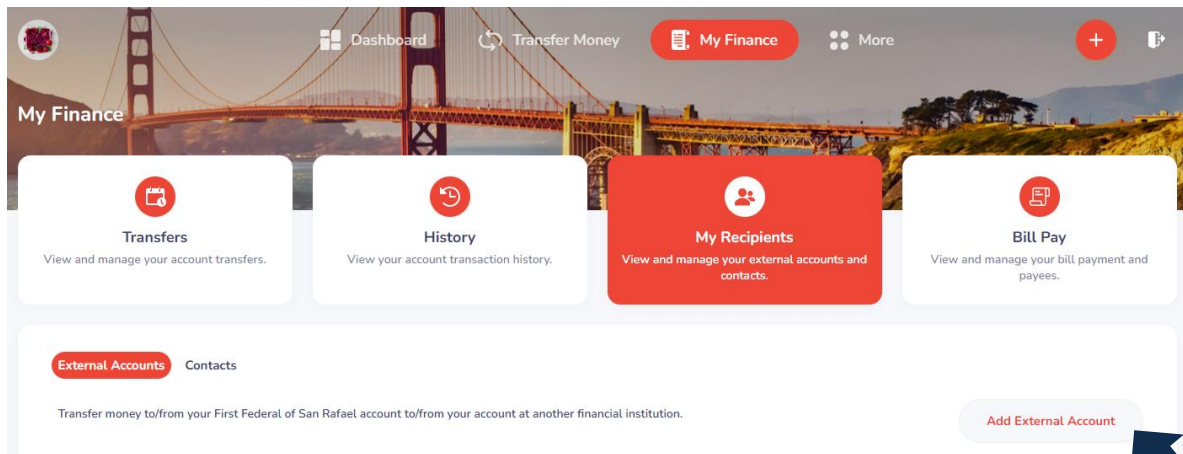 Dashboard
Transfer Money
My Finance
More
My Finance
Transfers
View and manage your account transfers.
History
View your account transaction history.
My Recipients
View and manage your external accounts and
contacts.
Bill Pay
View and manage your bill payment and
payees.
External Accounts
Contacts
Transfer money to/from your First Federal of San Rafael account to/from your account at another financial institution.
Add External Account